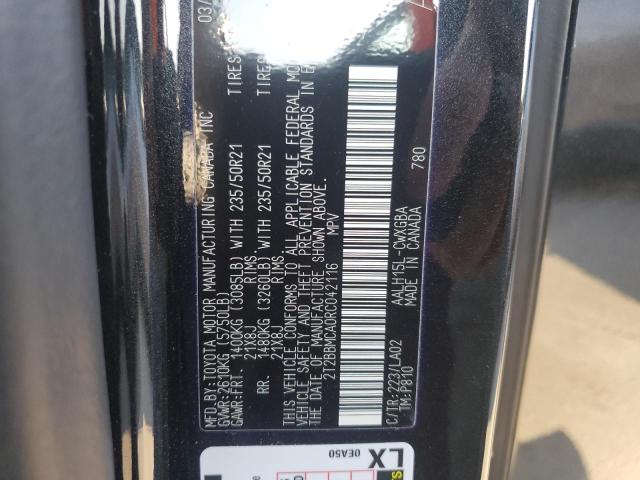 MFD BY:TOYOTA MOTOR MANUFACTURING CANADA INC 03/
GVWR:2610KG (5750LB)
GAWR:FRT. 1400KG (3085LB) WITH 235/50R21 TIRES
21X8J RIMS.
RR. 1480KG (3260LB) WITH 235/50R21 TIRES
21X8J RIMS.
THIS VEHICLE CONFORMS TO ALL APPLICABLE FEDERAL MO
VEHICLE SAFETY AND THEFT PREVENTION STANDARDS IN E
THE DATE OF MANUFACTURE SHOWN ABOVE.
2T2BBMCA0RC042116 MPV
C/TR:223/LA02 AALH15L-CWXGBA
/TM:P810 MADE IN CANADA 780
LX
0EA50